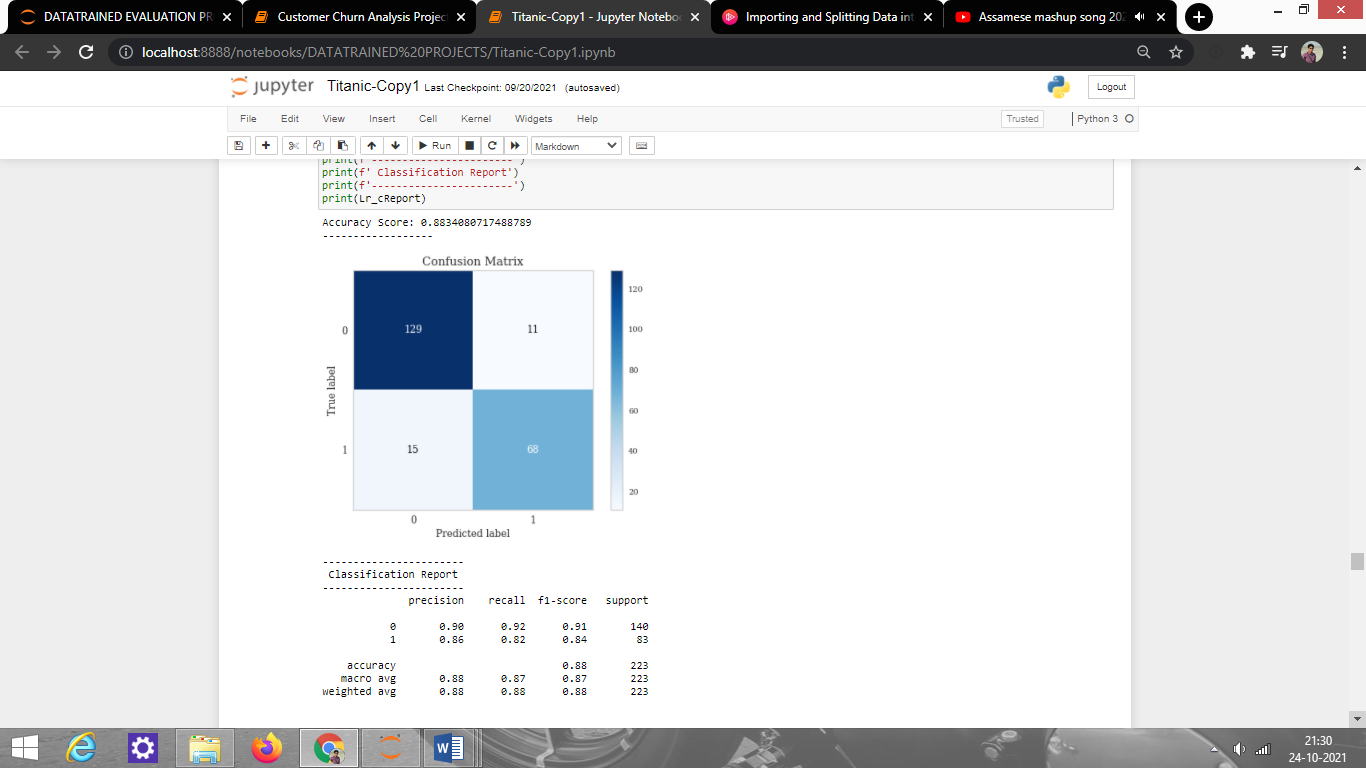 DATATRAINED EVALUATION PR
Customer Churn Analysis Projec
Titanic-Copy1 - Jupyter Notebo
Importing and Splitting Data int
Assamese mashup song 202
localhost:8888/notebooks/DATATRAINED%20PROJECTS/Titanic-Copy1.ipynb
jupyter Titanic-Copy1 Last Checkpoint: 09/20/2021 (autosaved)
Logout
File Edit View Insert Cell Kernel Widgets Help
Trusted
Python 3
Run
Markdown
print(f'-----------------------')
print(f' Classification Report')
print(f'-----------------------')
print(Lr_cReport)
Accuracy Score: 0.8834080717488789
------------------
Confusion Matrix
129 11
15 68
0
1
True label
0 1
Predicted label
120
100
80
60
40
20
-----------------------
Classification Report
-----------------------
precision recall f1-score support
0 0.90 0.92 0.91 140
1 0.86 0.82 0.84 83
accuracy 0.88 223
macro avg 0.88 0.87 0.87 223
weighted avg 0.88 0.88 0.88 223
W
21:30
24-10-2021